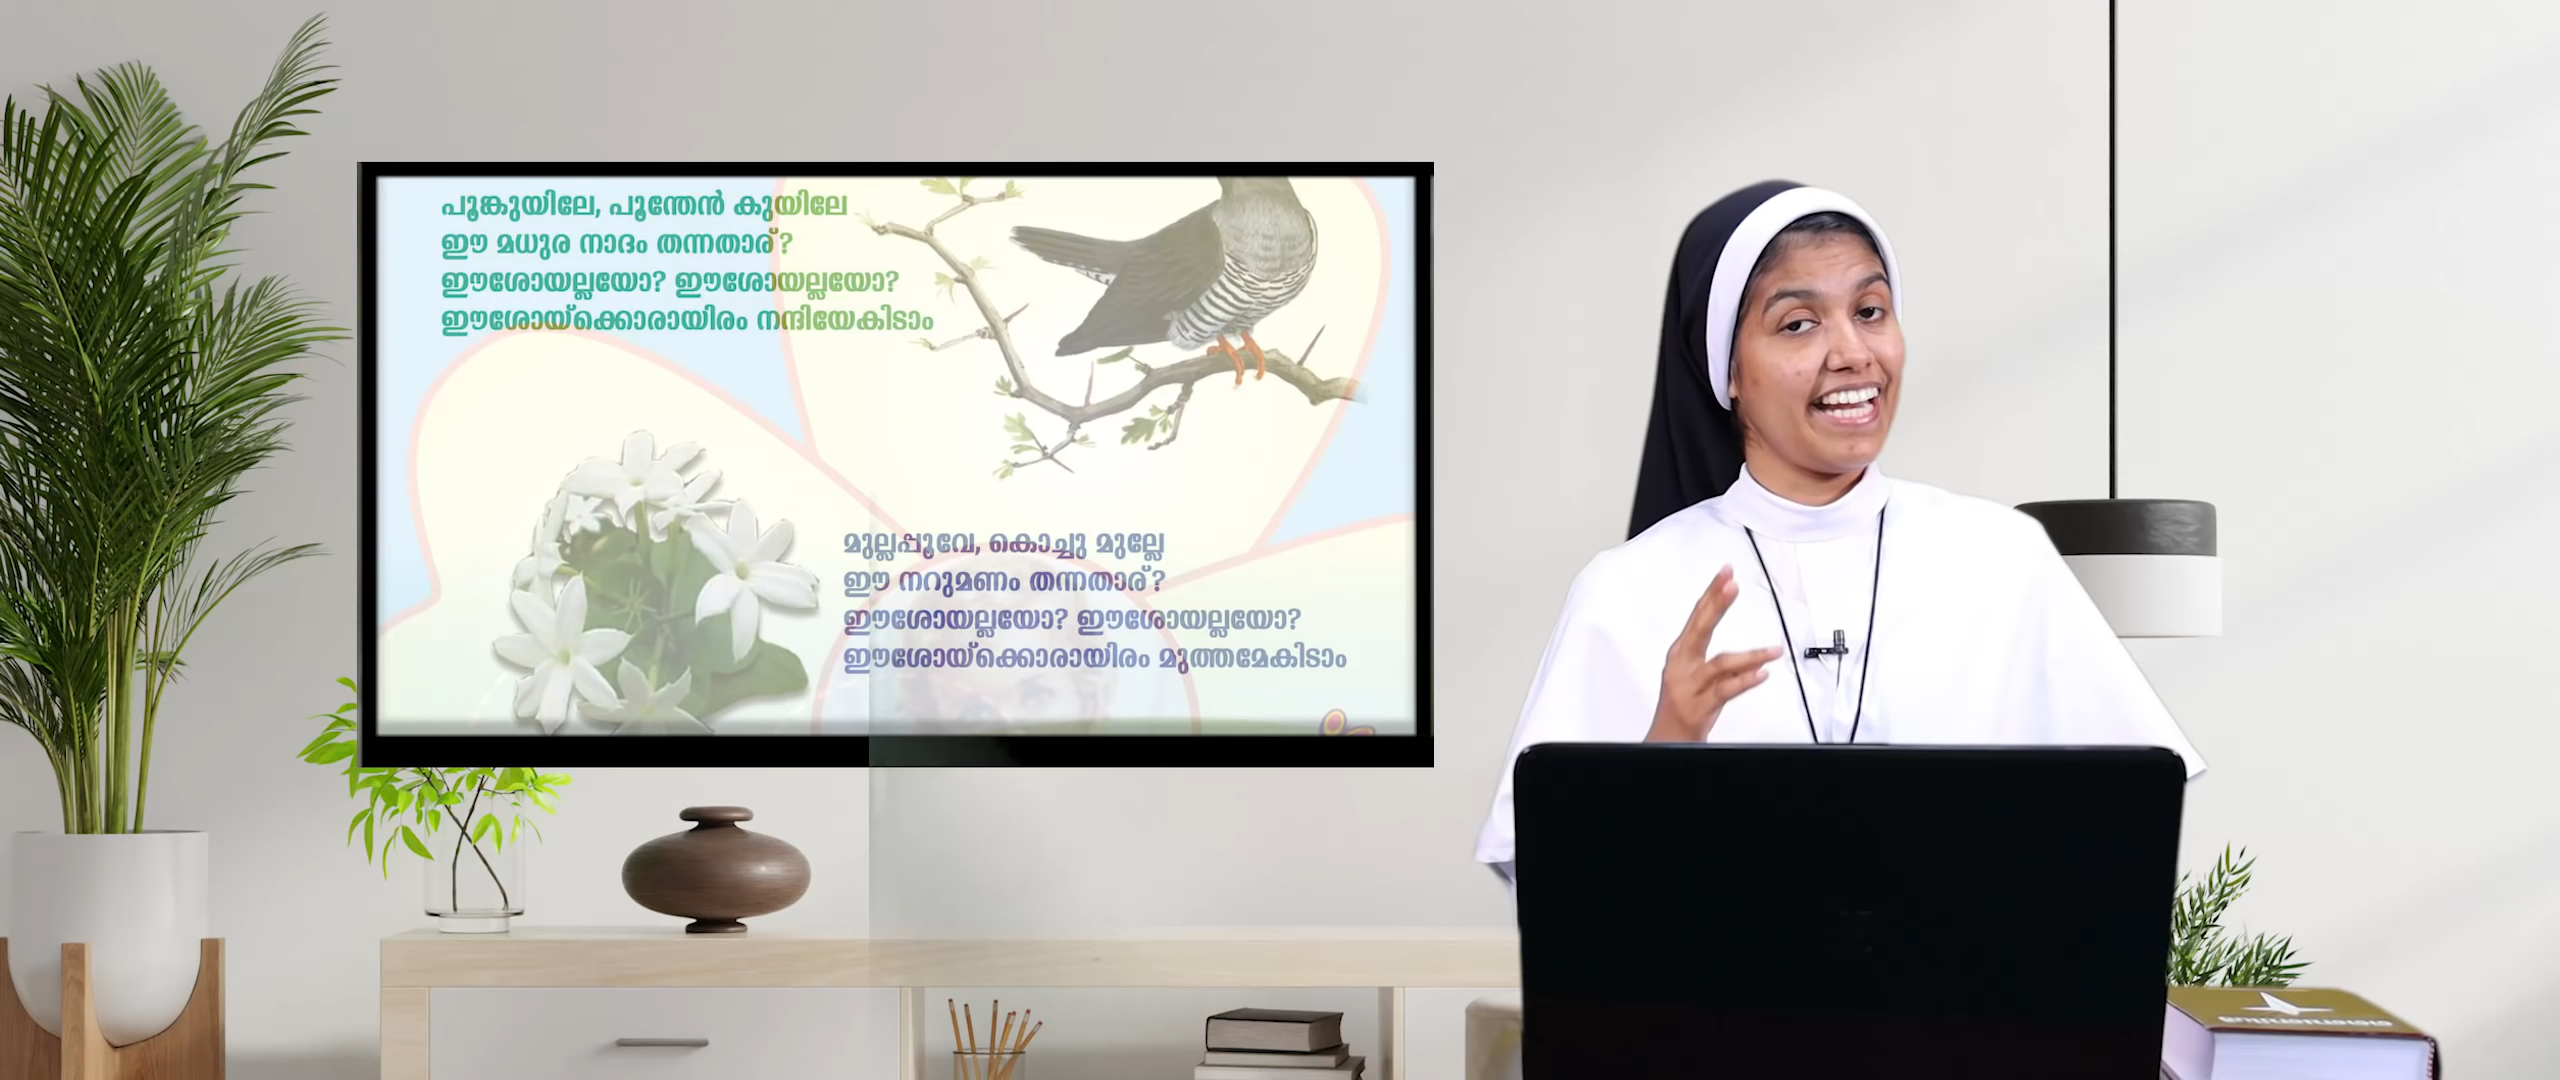 പൂങ്കുയിലേ, പൂന്തേൻ കുയിലേ
ഈ മധുര നാദം തന്നതാര്?
ഈശോയല്ലയോ? ഈശോയല്ലയോ?
ഈശോയ്ക്കൊരായിരം നന്ദിയേകിടാം
മുല്ലപ്പൂവേ, കൊച്ചു മുല്ലേ
ഈ നറുമണം തന്നതാര്?
ഈശോയല്ലയോ? ഈശോയല്ലയോ?
ഈശോയ്ക്കൊരായിരം മുത്തമേകിടാം